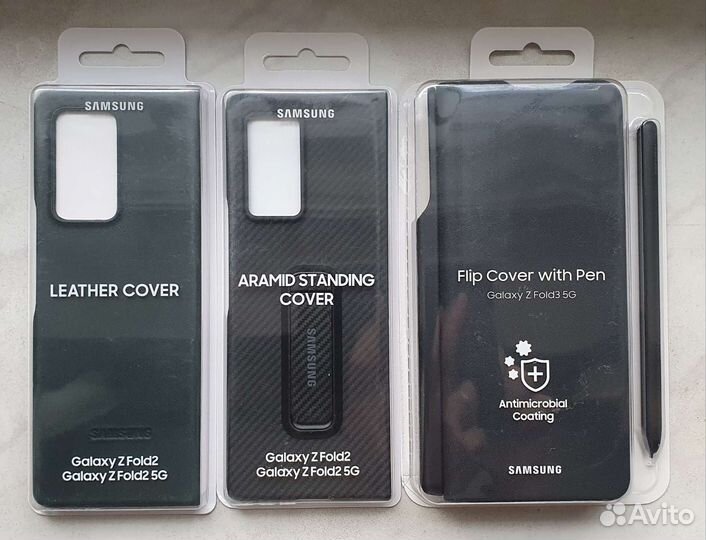 SAMSUNG
LEATHER COVER
SAMSUNG
Galaxy Z Fold2
Galaxy Z Fold2 5G
SAMSUNG
ARAMID STANDING
COVER
SAMSUNG
Galaxy Z Fold2
Galaxy Z Fold2 5G
Flip Cover with Pen
Galaxy Z Fold3 5G
Antimicrobial
Coating
SAMSUNG
Avito